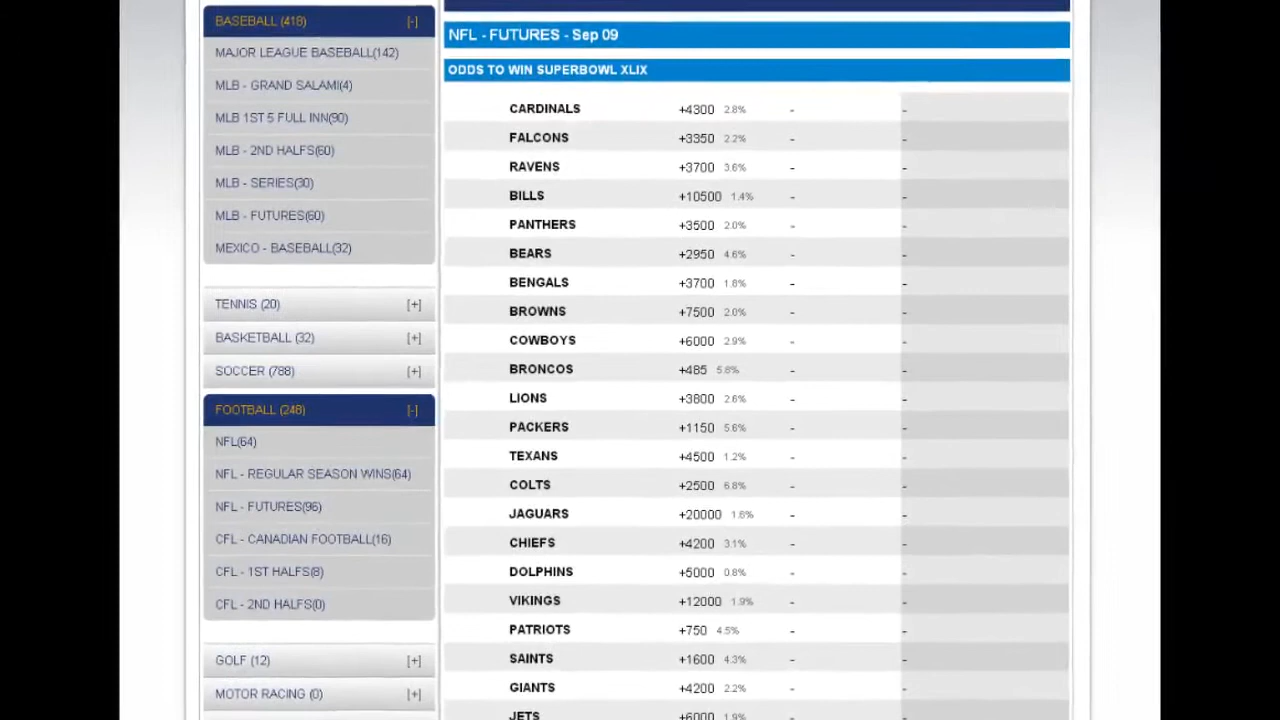 BASEBALL (418) [-]
MAJOR LEAGUE BASEBALL(142)
MLB - GRAND SALAMI(4)
MLB 1ST 5 FULL INN(90)
MLB - 2ND HALFS(60)
MLB - SERIES(30)
MLB - FUTURES(60)
MEXICO - BASEBALL(32)
TENNIS (20) [+]
BASKETBALL (32) [+]
SOCCER (788) [+]
FOOTBALL (248) [-]
NFL(64)
NFL - REGULAR SEASON WINS(64)
NFL - FUTURES(96)
CFL - CANADIAN FOOTBALL(16)
CFL - 1ST HALFS(8)
CFL - 2ND HALFS(0)
GOLF (12) [+]
MOTOR RACING (0) [+]
NFL - FUTURES - Sep 09
ODDS TO WIN SUPERBOWL XLIX
CARDINALS +4300 2.8% - -
FALCONS +3350 2.2% - -
RAVENS +3700 3.6% - -
BILLS +10500 1.4% - -
PANTHERS +3500 2.0% - -
BEARS +2950 4.6% - -
BENGALS +3700 1.8% - -
BROWNS +7500 2.0% - -
COWBOYS +6000 2.9% - -
BRONCOS +485 5.8% - -
LIONS +3800 2.6% - -
PACKERS +1150 5.6% - -
TEXANS +4500 1.2% - -
COLTS +2500 6.8% - -
JAGUARS +20000 1.6% - -
CHIEFS +4200 3.1% - -
DOLPHINS +5000 0.8% - -
VIKINGS +12000 1.9% - -
PATRIOTS +750 4.5% - -
SAINTS +1600 4.3% - -
GIANTS +4200 2.2% - -
JETS +6000 1.9% - -